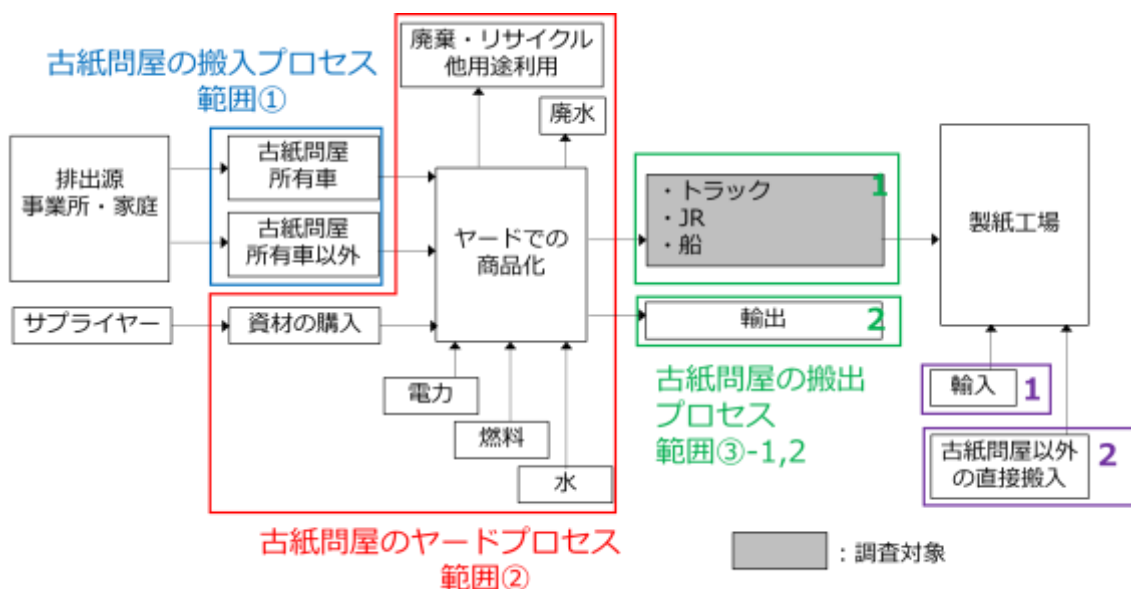 古紙問屋の搬入プロセス
範囲①
廃棄・リサイクル
他用途利用
廃水
排出源
事業所・家庭
古紙問屋
所有車
古紙問屋
所有車以外
ヤードでの
商品化
・トラック
・JR
・船
1
製紙工場
サプライヤー
資材の購入
輸出
2
電力
燃料
水
古紙問屋の搬出
プロセス
範囲③-1,2
輸入
1
古紙問屋以外
の直接搬入
2
古紙問屋のヤードプロセス
範囲②
:調査対象